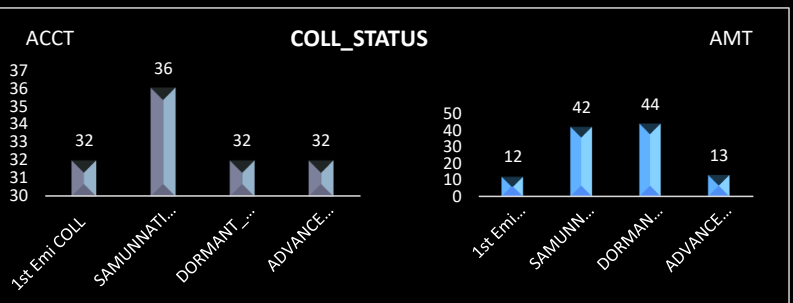 COLL_STATUS
ACCT
37
36
35
34
33
32
31
30
32
36
32
32
1st Emi COLL
SAMUNNATI...
DORMANT_...
ADVANCE...
AMT
50
40
30
20
10
0
12
42
44
13
1st Emi...
SAMUNN...
DORMAN...
ADVANCE...